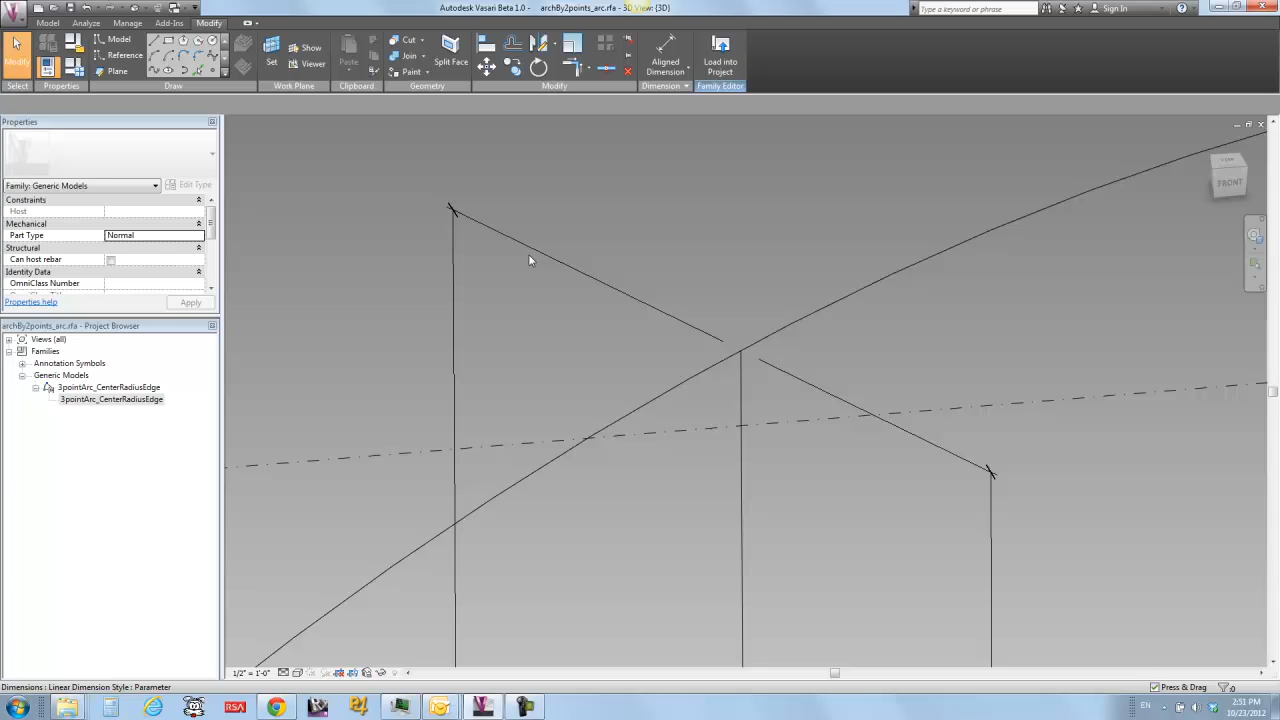 Autodesk Vasari Beta 1.0 - archBy2points_arc.rfa - 3D View: {3D}
Type a keyword or phrase
Sign In
Model Analyze Manage Add-Ins Modify
Modify
Model
Reference
Plane
Set
Show
Viewer
Paste
Cut
Join
Paint
Split Face
Aligned Dimension
Load into Project
Select Properties Draw Work Plane Clipboard Geometry Modify Dimension Family Editor
Properties
Family: Generic Models
Edit Type
Constraints
Host
Mechanical
Part Type Normal
Structural
Can host rebar
Identity Data
OmniClass Number
Properties help
Apply
archBy2points_arc.rfa - Project Browser
Views (all)
Families
Annotation Symbols
Generic Models
3pointArc_CenterRadiusEdge
3pointArc_CenterRadiusEdge
FRONT
1/2" = 1'-0"
Dimensions : Linear Dimension Style : Parameter
Press & Drag
:0
RSA
EN
2:51 PM
10/23/2012